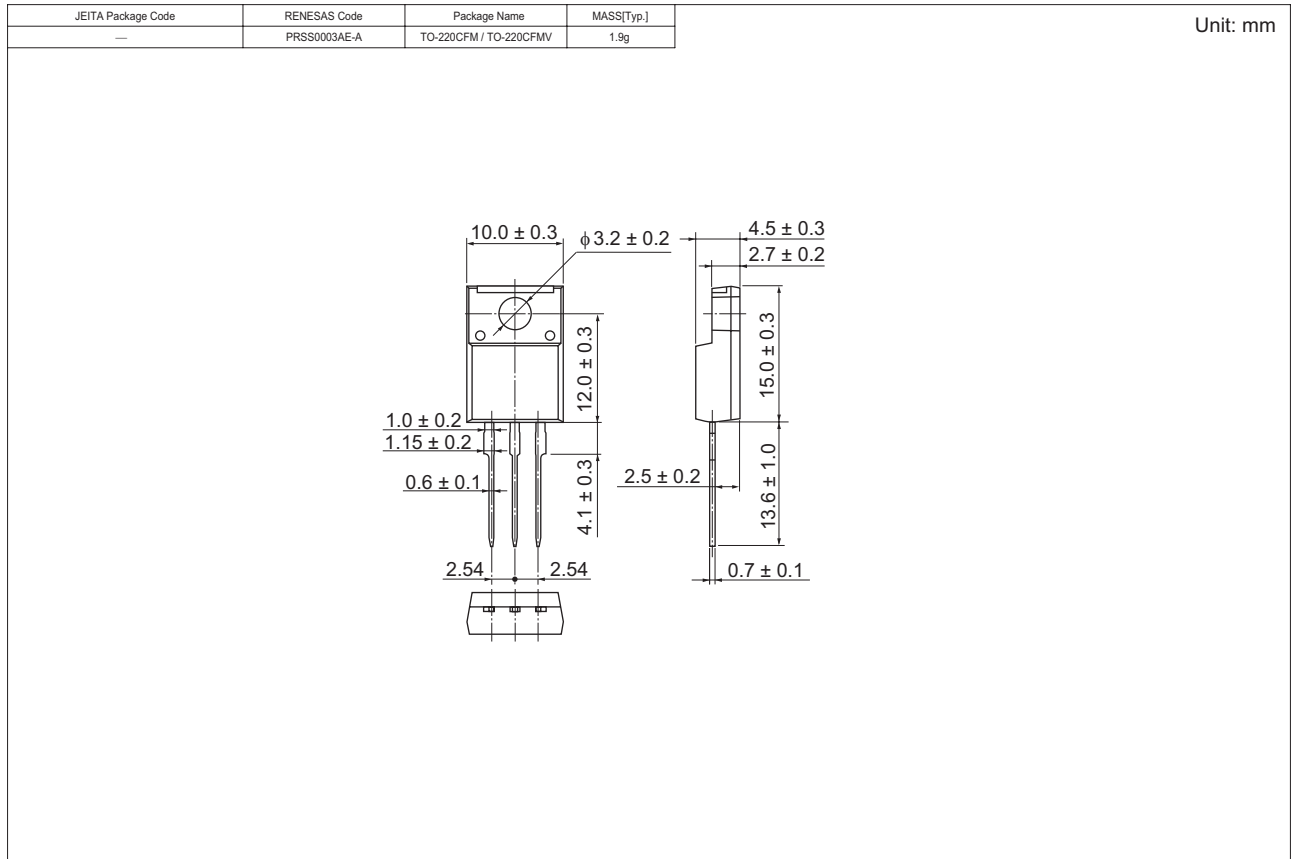 JEITA Package Code RENESAS Code Package Name MASS[Typ.]
— PRSS0003AE-A TO-220CFM / TO-220CFMV 1.9g
Unit: mm
10.0 ± 0.3
ϕ 3.2 ± 0.2
4.5 ± 0.3
2.7 ± 0.2
12.0 ± 0.3
15.0 ± 0.3
1.0 ± 0.2
1.15 ± 0.2
0.6 ± 0.1
4.1 ± 0.3
2.5 ± 0.2
13.6 ± 1.0
2.54 2.54
0.7 ± 0.1